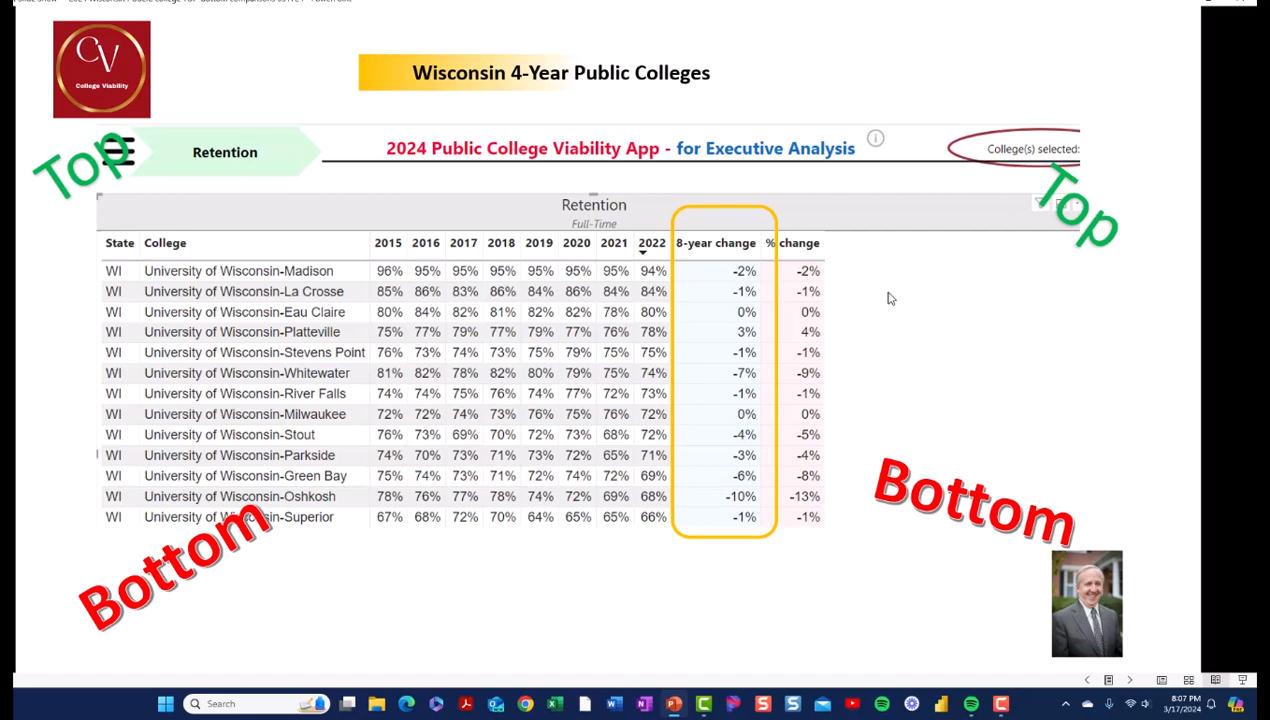 CV
College Viability
Wisconsin 4-Year Public Colleges
Top
Retention
2024 Public College Viability App - for Executive Analysis
College(s) selected:
Top
Retention
Full-Time
State College 2015 2016 2017 2018 2019 2020 2021 2022 8-year change % change
WI University of Wisconsin-Madison 96% 95% 95% 95% 95% 95% 95% 94% -2% -2%
WI University of Wisconsin-La Crosse 85% 86% 83% 86% 84% 86% 84% 84% -1% -1%
WI University of Wisconsin-Eau Claire 80% 84% 82% 81% 82% 82% 78% 80% 0% 0%
WI University of Wisconsin-Platteville 75% 77% 79% 77% 79% 77% 76% 78% 3% 4%
WI University of Wisconsin-Stevens Point 76% 73% 74% 73% 75% 79% 75% 75% -1% -1%
WI University of Wisconsin-Whitewater 81% 82% 78% 82% 80% 79% 75% 74% -7% -9%
WI University of Wisconsin-River Falls 74% 74% 75% 76% 74% 77% 72% 73% -1% -1%
WI University of Wisconsin-Milwaukee 72% 72% 74% 73% 76% 75% 76% 72% 0% 0%
WI University of Wisconsin-Stout 76% 73% 69% 70% 72% 73% 68% 72% -4% -5%
WI University of Wisconsin-Parkside 74% 70% 73% 71% 73% 72% 65% 71% -3% -4%
WI University of Wisconsin-Green Bay 75% 74% 73% 71% 72% 74% 72% 69% -6% -8%
WI University of Wisconsin-Oshkosh 78% 76% 77% 78% 74% 72% 69% 68% -10% -13%
WI University of Wisconsin-Superior 67% 68% 72% 70% 64% 65% 65% 66% -1% -1%
Bottom
Bottom
Search
8:07 PM
3/17/2024